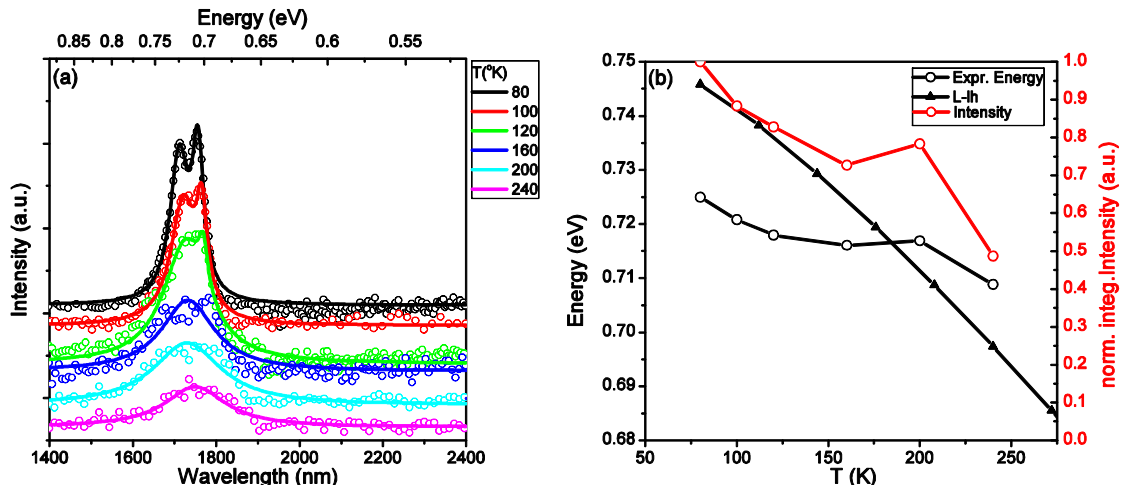 Energy (eV)
0.85 0.8 0.75 0.7 0.65 0.6 0.55
(a)
T(°K)
80
100
120
160
200
240
Intensity (a.u.)
1400 1600 1800 2000 2200 2400
Wavelength (nm)
(b)
Expr. Energy
L-lh
Intensity
0.75
0.74
0.73
0.72
0.71
0.70
0.69
0.68
Energy (eV)
1.0
0.9
0.8
0.7
0.6
0.5
0.4
0.3
0.2
0.1
0.0
norm. integ.Intensity (a.u.)
50 100 150 200 250
T (K)